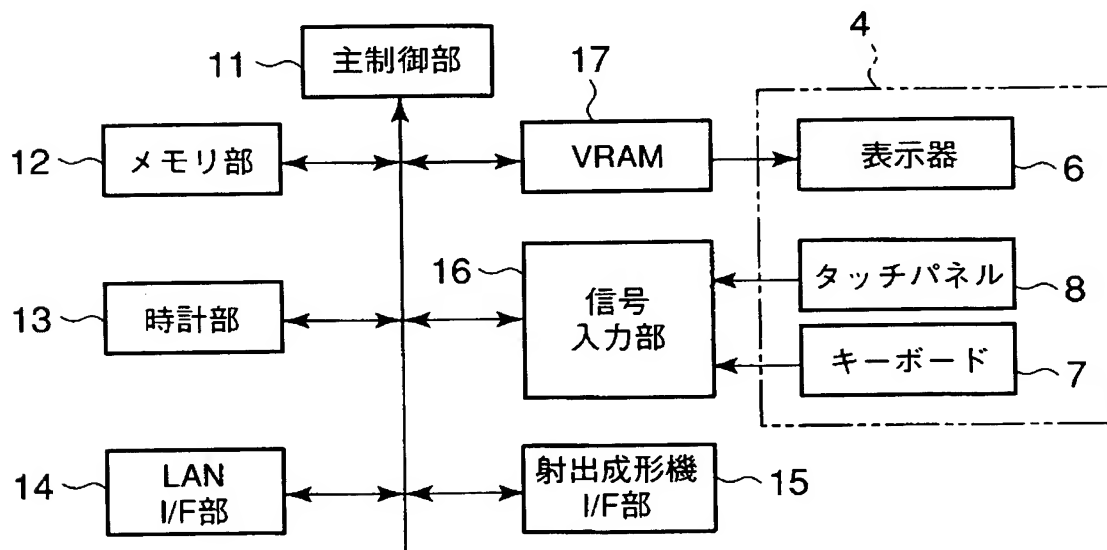 4
11
主制御部
17
12
メモリ部
VRAM
表示器
6
16
信号
入力部
タッチパネル
8
13
時計部
キーボード
7
14
LAN
I/F部
射出成形機
I/F部
15